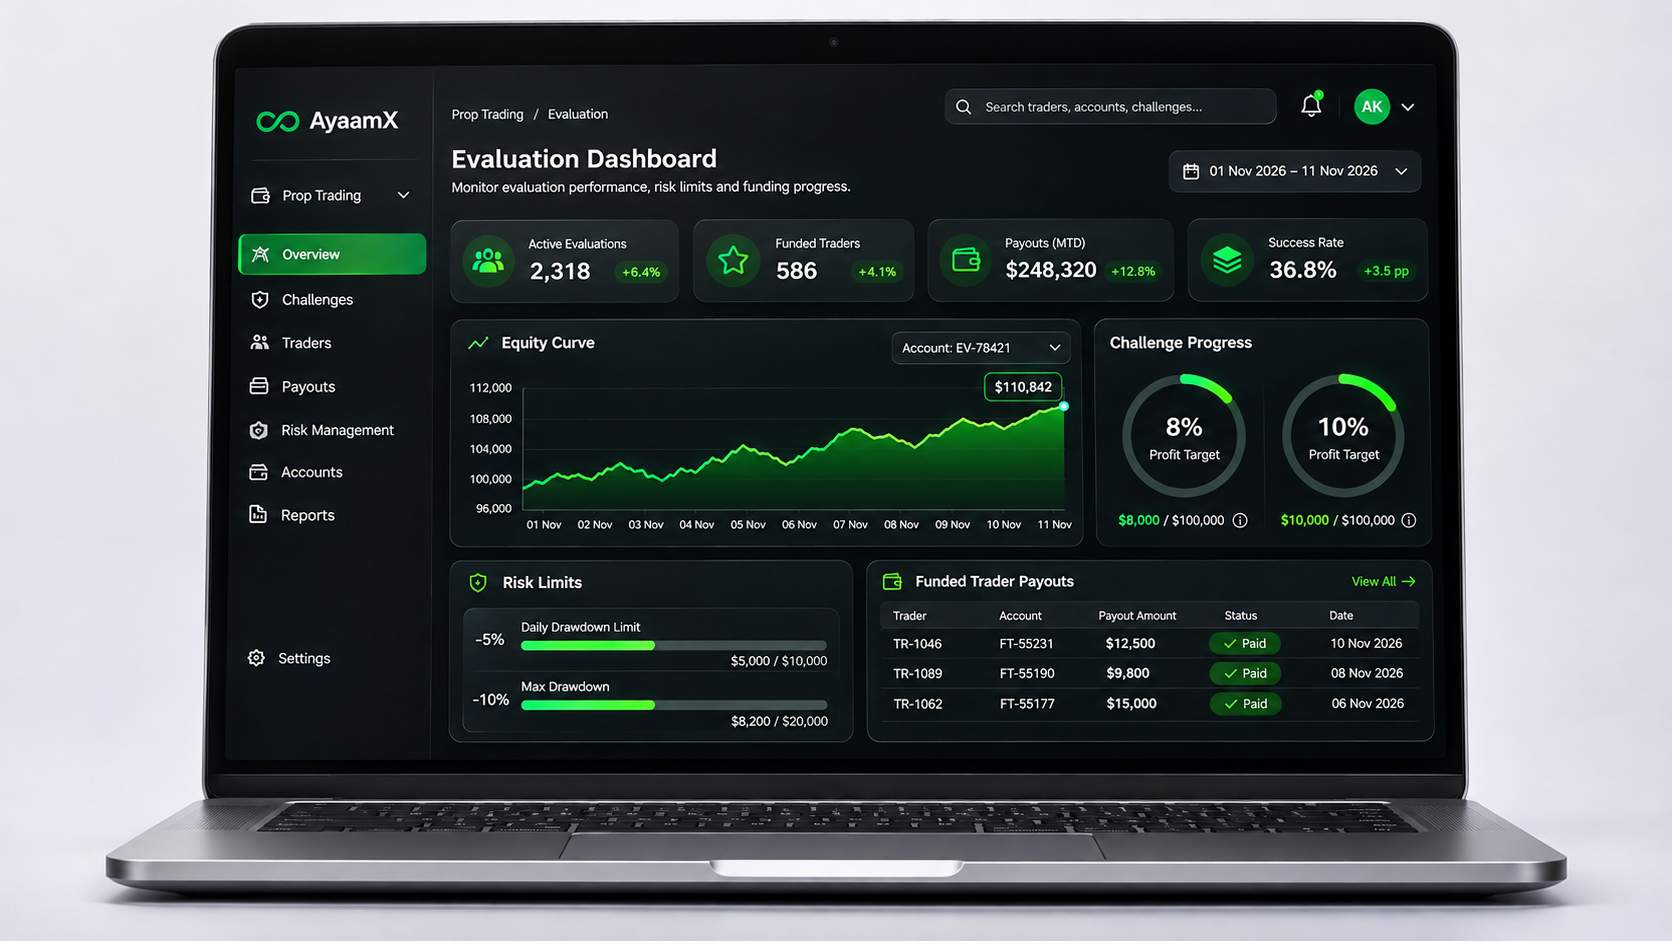 AyaamX
Prop Trading
Overview
Challenges
Traders
Payouts
Risk Management
Accounts
Reports
Settings
Prop Trading / Evaluation
Search traders, accounts, challenges...
AK
Evaluation Dashboard
Monitor evaluation performance, risk limits and funding progress.
01 Nov 2026 – 11 Nov 2026
Active Evaluations
2,318 +6.4%
Funded Traders
586 +4.1%
Payouts (MTD)
$248,320 +12.8%
Success Rate
36.8% +3.5 pp
Equity Curve
Account: EV-78421
$110,842
112,000
108,000
104,000
100,000
96,000
01 Nov 02 Nov 03 Nov 04 Nov 05 Nov 06 Nov 07 Nov 08 Nov 09 Nov 10 Nov 11 Nov
Challenge Progress
8%
Profit Target
$8,000 / $100,000
10%
Profit Target
$10,000 / $100,000
Risk Limits
-5%
Daily Drawdown Limit
$5,000 / $10,000
-10%
Max Drawdown
$8,200 / $20,000
Funded Trader Payouts
View All →
Trader Account Payout Amount Status Date
TR-1046 FT-55231 $12,500 ✓ Paid 10 Nov 2026
TR-1089 FT-55190 $9,800 ✓ Paid 08 Nov 2026
TR-1062 FT-55177 $15,000 ✓ Paid 06 Nov 2026